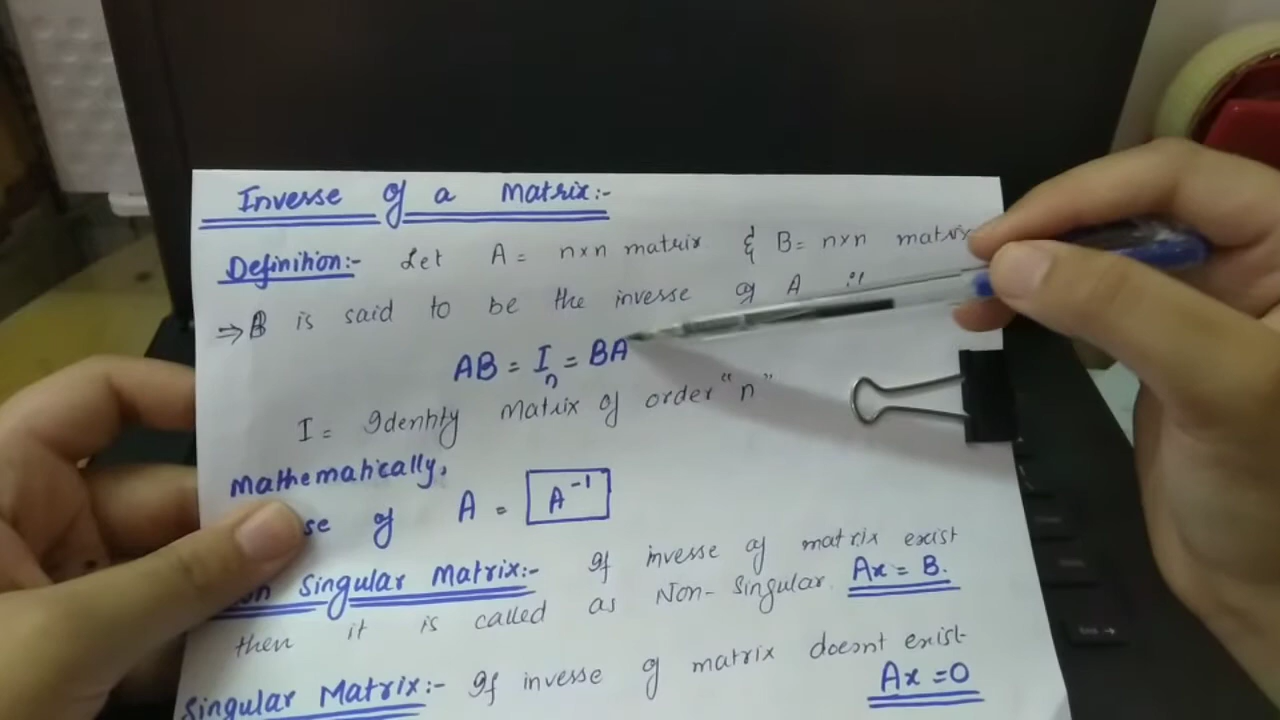 Inverse of a Matrix:-
Definition:- Let A = n×n matrix & B = n×n matrix
⇒ B is said to be the inverse of A if
AB = Iₙ = BA
I = Identity Matrix of order "n"
Mathematically,
of A = A⁻¹
Singular Matrix:- If inverse of matrix exist
then it is called as Non-Singular. Ax = B.
Singular Matrix:- If inverse of matrix doesnt exist
Ax = 0